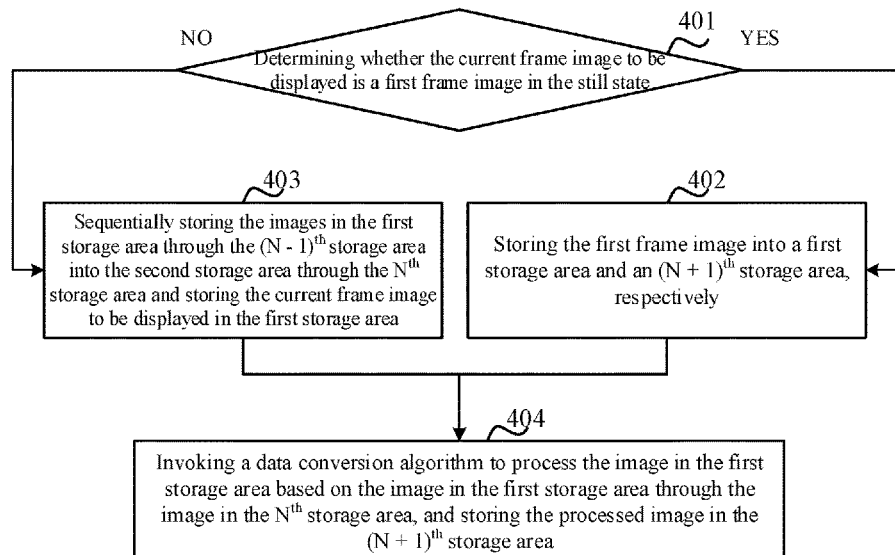 401
NO
YES
Determining whether the current frame image to be
displayed is a first frame image in the still state
403
Sequentially storing the images in the first
storage area through the (N - 1)th storage area
into the second storage area through the Nth
storage area and storing the current frame image
to be displayed in the first storage area
402
Storing the first frame image into a first
storage area and an (N + 1)th storage area,
respectively
404
Invoking a data conversion algorithm to process the image in the first
storage area based on the image in the first storage area through the
image in the Nth storage area, and storing the processed image in the
(N + 1)th storage area